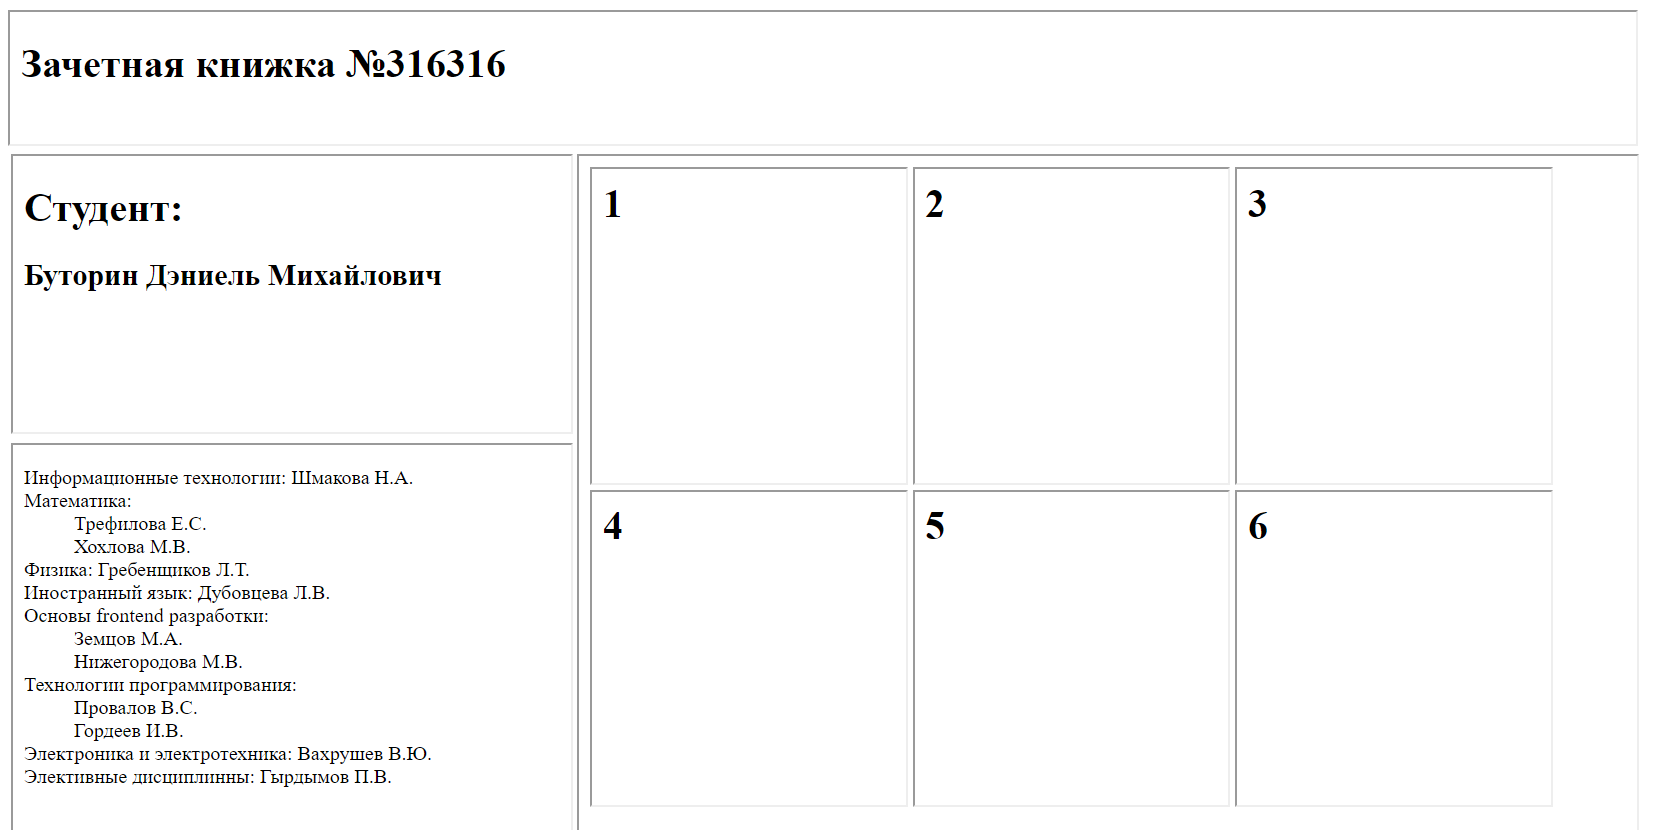 Зачетная книжка №316316
Студент:
Буторин Дэниель Михайлович
Информационные технологии: Шмакова Н.А.
Математика:
Трефилова Е.С.
Хохлова М.В.
Физика: Гребенщиков Л.Т.
Иностранный язык: Дубовцева Л.В.
Основы frontend разработки:
Земцов М.А.
Нижегородова М.В.
Технологии программирования:
Провалов В.С.
Гордеев И.В.
Электроника и электротехника: Вахрушев В.Ю.
Элективные дисциплинны: Гырдымов П.В.
1
2
3
4
5
6